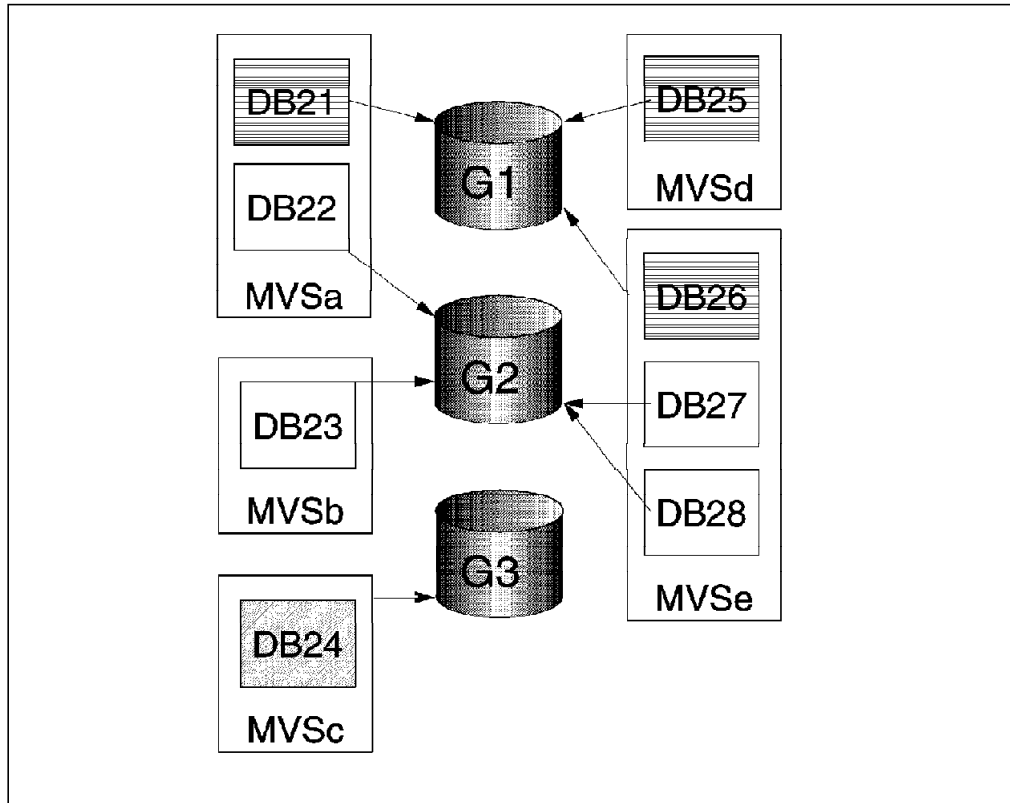 DB21
DB22
MVSa
DB23
MVSb
DB24
MVSc
G1
G2
G3
DB25
MVSd
DB26
DB27
DB28
MVSe